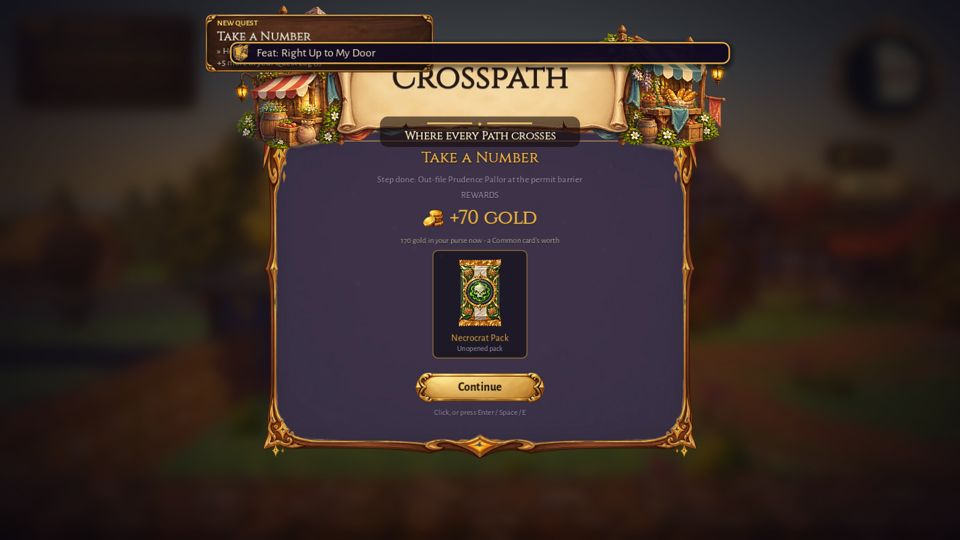 NEW QUEST
Take a Number
Feat: Right Up to My Door
+5
Crosspath
Where every Path crosses
Take a Number
Step done: Out-file Prudence Pallor at the permit barrier
REWARDS
+70 GOLD
170 gold in your purse now - a Common card's worth
Necrocrat Pack
Unopened pack
Continue
Click, or press Enter / Space / E